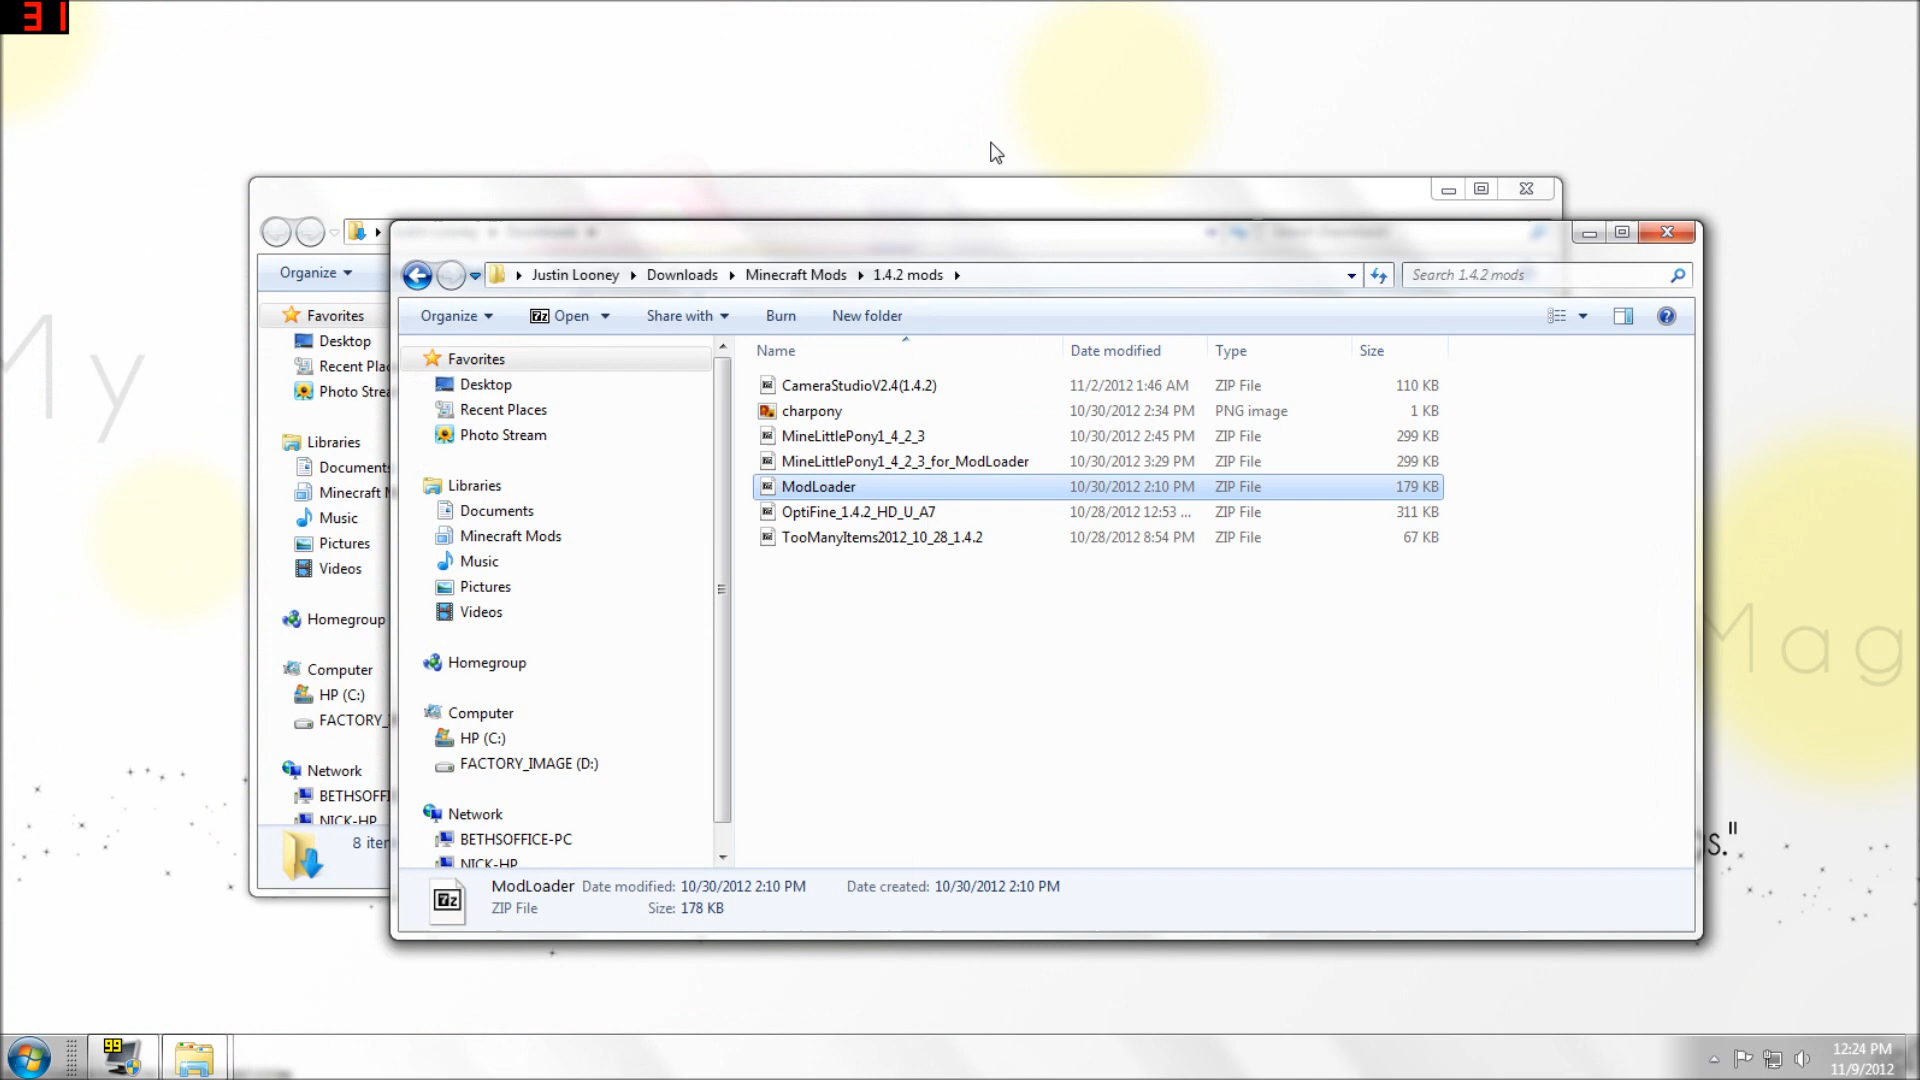 31
Justin Looney Downloads Minecraft Mods 1.4.2 mods Search 1.4.2 mods
Organize
Organize Open Share with Burn New folder
Favorites
Desktop
Recent Pla
Photo Strea
Libraries
Documents
Minecraft M
Music
Pictures
Videos
Homegroup
Computer
HP (C:)
FACTORY_
Network
BETHSOFFI
NICK-HP
8 iter
Favorites
Desktop
Recent Places
Photo Stream
Libraries
Documents
Minecraft Mods
Music
Pictures
Videos
Homegroup
Computer
HP (C:)
FACTORY_IMAGE (D:)
Network
BETHSOFFICE-PC
NICK-HP
Name Date modified Type Size
CameraStudioV2.4(1.4.2) 11/2/2012 1:46 AM ZIP File 110 KB
charpony 10/30/2012 2:34 PM PNG image 1 KB
MineLittlePony1_4_2_3 10/30/2012 2:45 PM ZIP File 299 KB
MineLittlePony1_4_2_3_for_ModLoader 10/30/2012 3:29 PM ZIP File 299 KB
ModLoader 10/30/2012 2:10 PM ZIP File 179 KB
OptiFine_1.4.2_HD_U_A7 10/28/2012 12:53 ... ZIP File 311 KB
TooManyItems2012_10_28_1.4.2 10/28/2012 8:54 PM ZIP File 67 KB
7z
ModLoader Date modified: 10/30/2012 2:10 PM Date created: 10/30/2012 2:10 PM
ZIP File Size: 178 KB
My
Mag
s."
99
12:24 PM
11/9/2012